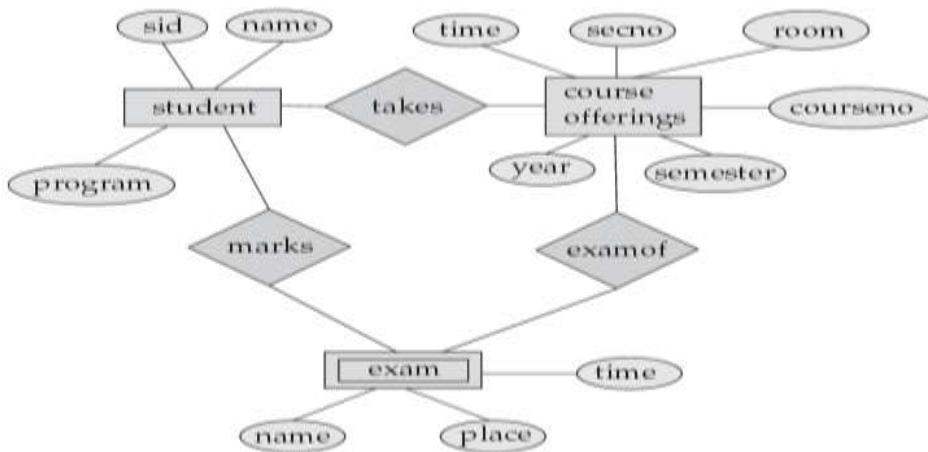 sid
name
time
secno
room
student
takes
course
offerings
courseno
program
year
semester
marks
examof
exam
time
name
place